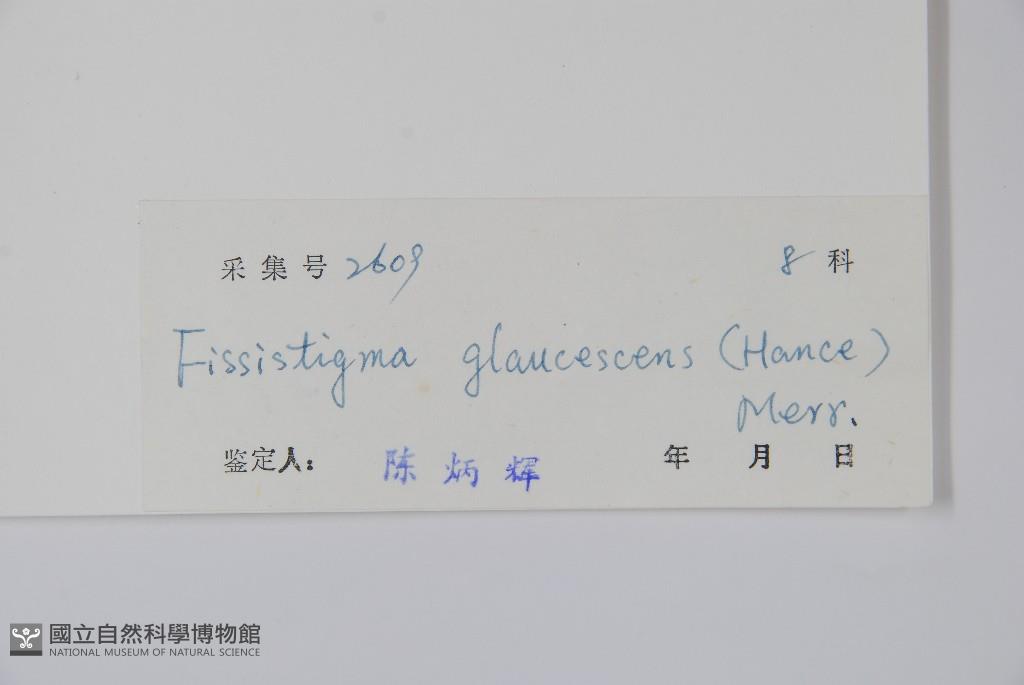 采集号 2609 8 科
Fissistigma glaucescens (Hance)
Merr.
鉴定人: 陈炳辉 年 月 日
國立自然科學博物館
NATIONAL MUSEUM OF NATURAL SCIENCE